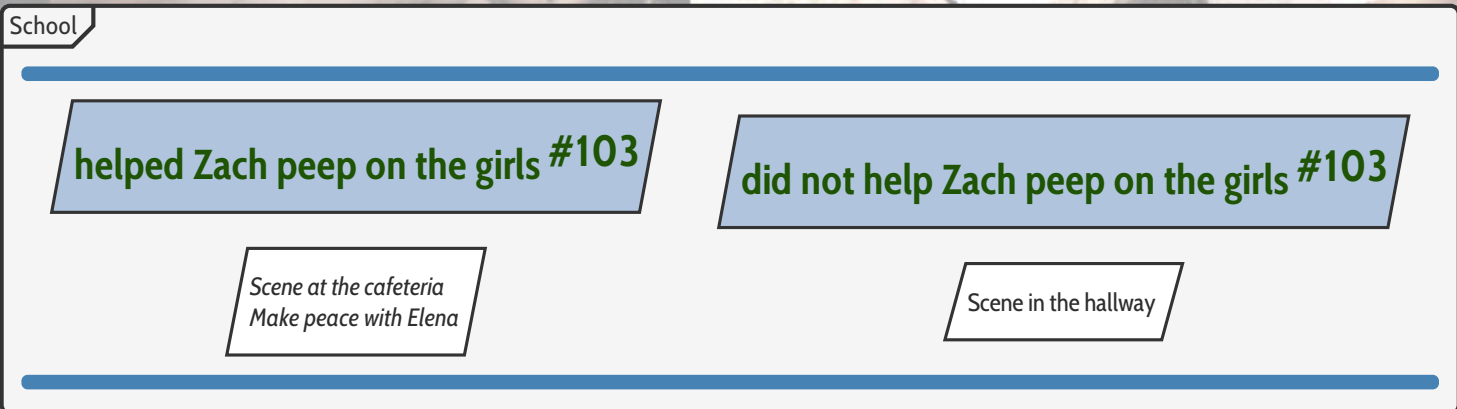 School
helped Zach peep on the girls #103
did not help Zach peep on the girls #103
Scene at the cafeteria
Make peace with Elena
Scene in the hallway